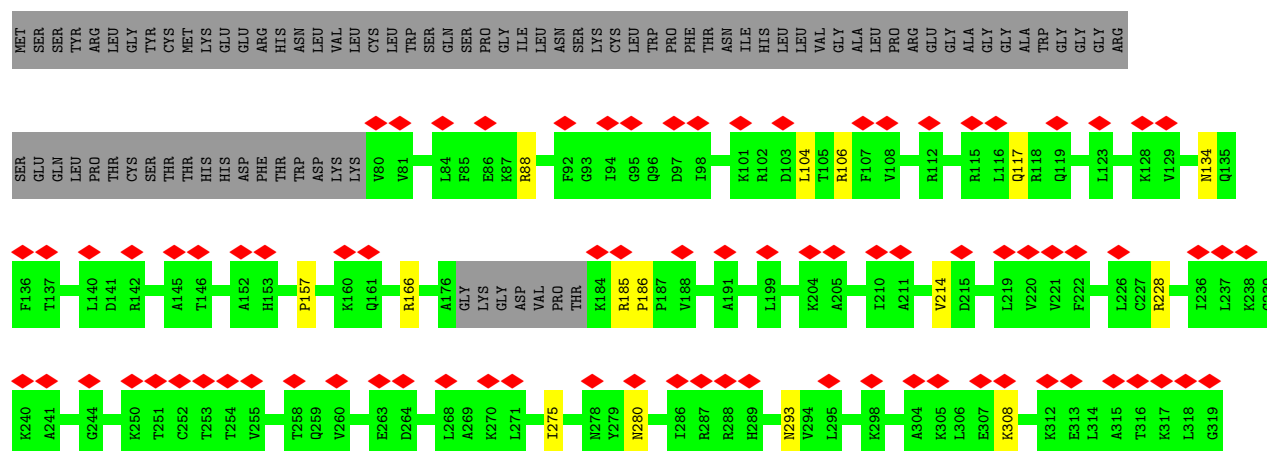 MET SER SER TYR ARG LEU GLY TYR CYS MET LYS GLU GLU ARG HIS ASN LEU VAL LEU CYS LEU TRP SER GLN SER PRO GLY ILE LEU ASN SER LYS CYS LEU TRP PRO PHE THR ASN ILE HIS LEU LEU VAL GLY ALA LEU PRO ARG GLU GLY ALA GLY GLY ALA TRP GLY GLY GLY ARG
SER GLU GLN LEU PRO THR CYS SER THR THR HIS HIS ASP PHE THR TRP ASP LYS LYS V80 V81 L84 F85 E86 K87 R88 F92 G93 I94 G95 Q96 D97 I98 K101 R102 D103 L104 T105 R106 F107 V108 R112 R115 L116 Q117 R118 Q119 L123 K128 V129 N134 Q135
F136 T137 L140 D141 R142 A145 T146 A152 H153 P157 K160 Q161 R166 A176 GLY LYS GLY ASP VAL PRO THR K184 R185 P186 P187 V188 A191 L199 K204 A205 I210 A211 V214 D215 L219 V220 V221 F222 L226 C227 R228 I236 L237 K238
K240 A241 G244 K250 T251 C252 T253 T254 V255 T258 Q259 V260 E263 D264 L268 A269 K270 L271 I275 N278 Y279 N280 I286 R287 R288 H289 N293 V294 L295 K298 A304 K305 L306 E307 K308 K312 E313 L314 A315 T316 K317 L318 G319